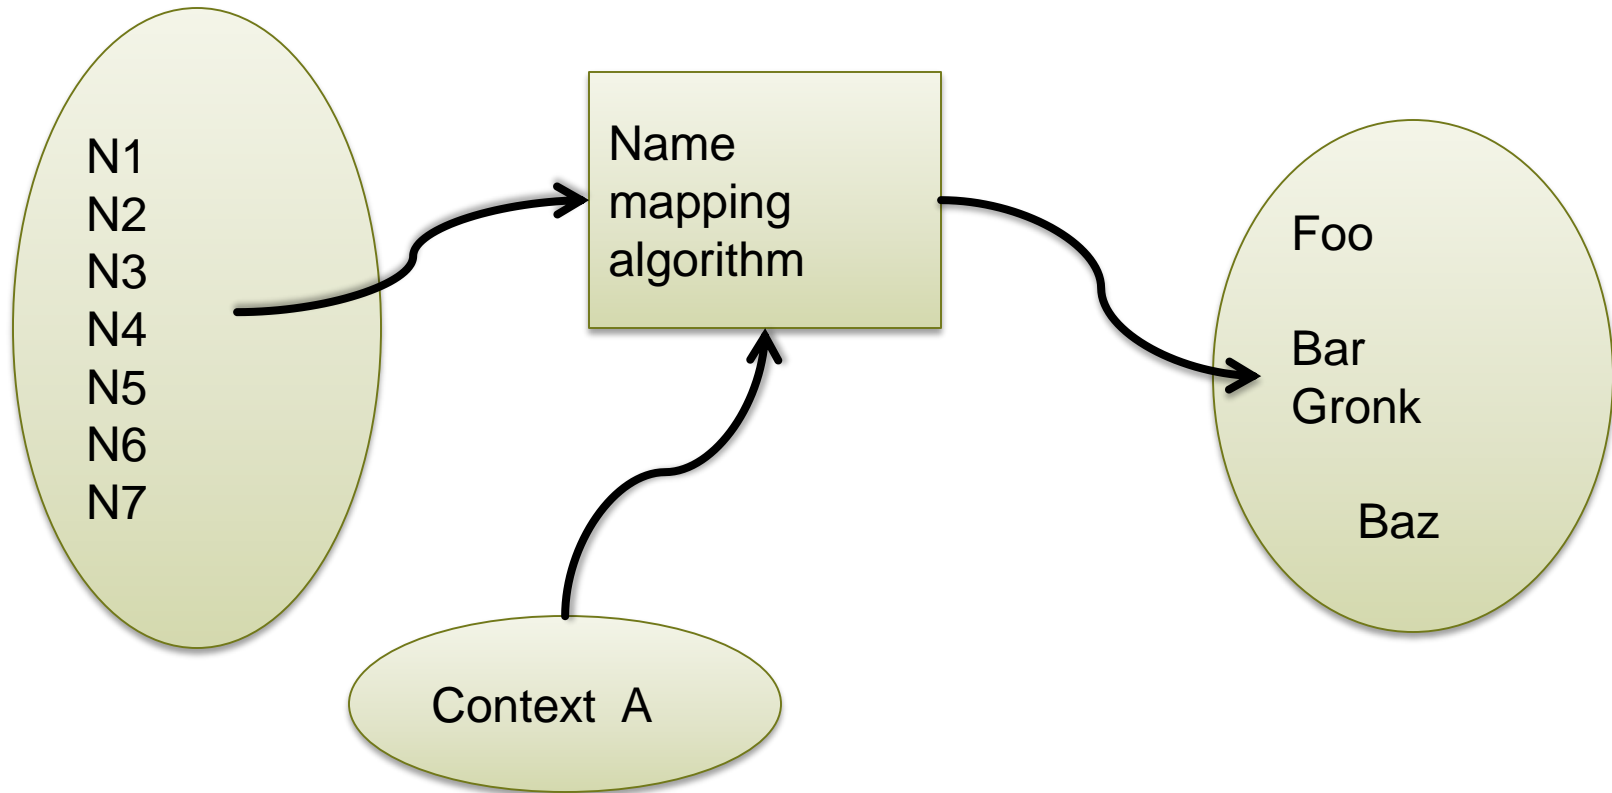 N1
N2
N3
N4
N5
N6
N7
Name
mapping
algorithm
Foo
Bar
Gronk
Baz
Context A